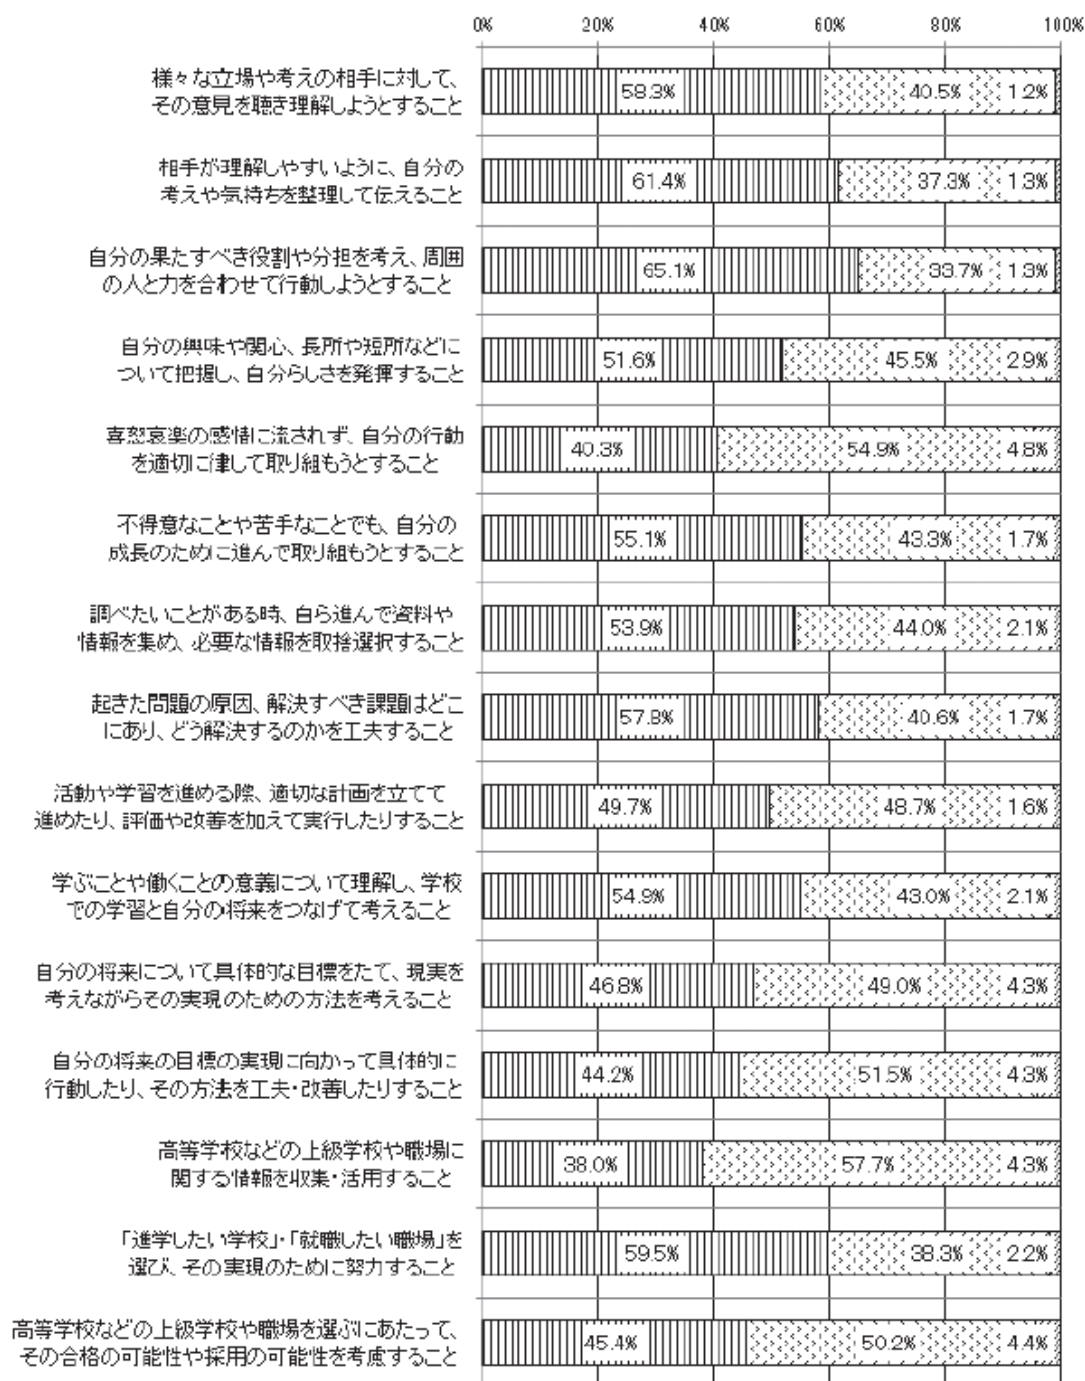 0% 20% 40% 60% 80% 100%
様々な立場や考えの相手に対して、
その意見を聴き理解しようとすること
58.3% 40.5% 1.2%
相手が理解しやすいように、自分の
考えや気持ちを整理して伝えること
61.4% 37.3% 1.3%
自分の果たすべき役割や分担を考え、周囲
の人と力を合わせて行動しようとすること
65.1% 33.7% 1.3%
自分の興味や関心、長所や短所などに
ついて把握し、自分らしさを発揮すること
51.6% 45.5% 2.9%
喜怒哀楽の感情に流されず、自分の行動
を適切に律して取り組もうとすること
40.3% 54.9% 4.8%
不得意なことや苦手なことでも、自分の
成長のために進んで取り組もうとすること
55.1% 43.3% 1.7%
調べたいことがある時、自ら進んで資料や
情報を集め、必要な情報を取捨選択すること
53.9% 44.0% 2.1%
起きた問題の原因、解決すべき課題はどこ
にあり、どう解決するのかを工夫すること
57.8% 40.6% 1.7%
活動や学習を進める際、適切な計画を立てて
進めたり、評価や改善を加えて実行したりすること
49.7% 48.7% 1.6%
学ぶことや働くことの意義について理解し、学校
での学習と自分の将来をつなげて考えること
54.9% 43.0% 2.1%
自分の将来について具体的な目標をたて、現実を
考えながらその実現のための方法を考えること
46.8% 49.0% 4.3%
自分の将来の目標の実現に向かって具体的に
行動したり、その方法を工夫・改善したりすること
44.2% 51.5% 4.3%
高等学校などの上級学校や職場に
関する情報を収集・活用すること
38.0% 57.7% 4.3%
「進学したい学校」・「就職したい職場」を
選び、その実現のために努力すること
59.5% 38.3% 2.2%
高等学校などの上級学校や職場を選ぶにあたって、
その合格の可能性や採用の可能性を考慮すること
45.4% 50.2% 4.4%